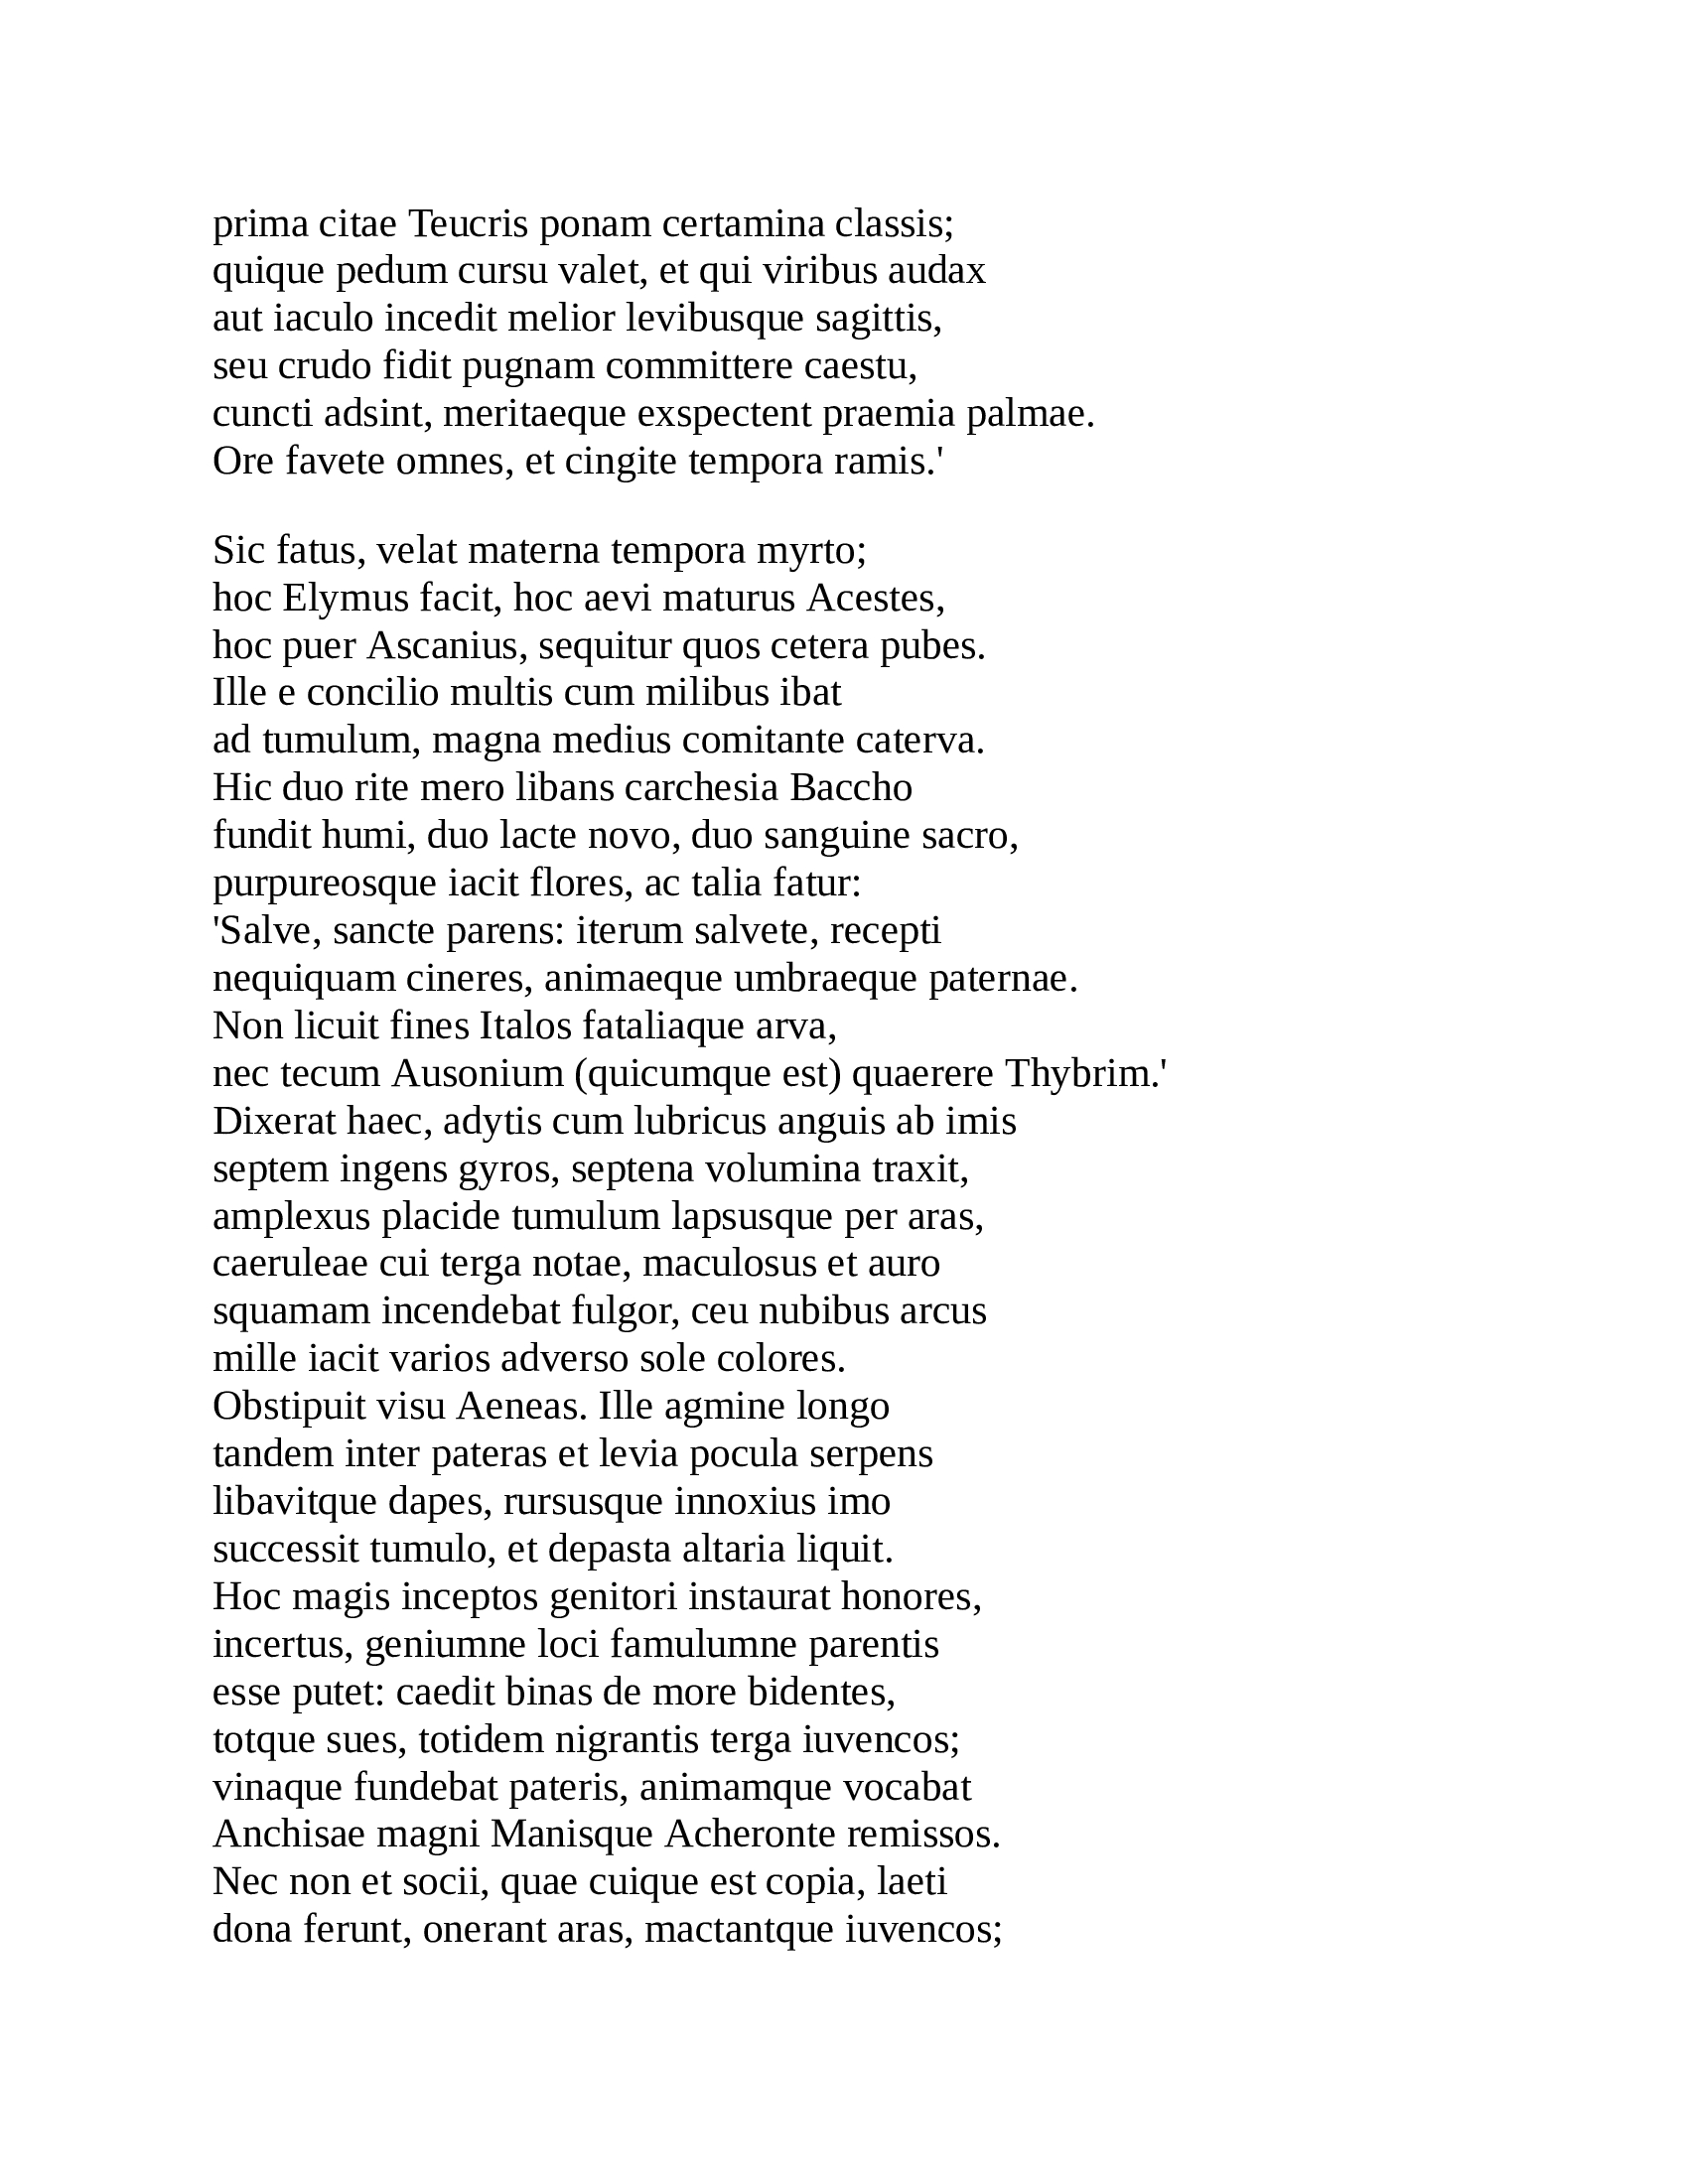 prima citae Teucris ponam certamina classis;
quique pedum cursu valet, et qui viribus audax
aut iaculo incedit melior levibusque sagittis,
seu crudo fidit pugnam committere caestu,
cuncti adsint, meritaeque exspectent praemia palmae.
Ore favete omnes, et cingite tempora ramis.'

Sic fatus, velat materna tempora myrto;
hoc Elymus facit, hoc aevi maturus Acestes,
hoc puer Ascanius, sequitur quos cetera pubes.
Ille e concilio multis cum milibus ibat
ad tumulum, magna medius comitante caterva.
Hic duo rite mero libans carchesia Baccho
fundit humi, duo lacte novo, duo sanguine sacro,
purpureosque iacit flores, ac talia fatur:
'Salve, sancte parens: iterum salvete, recepti
nequiquam cineres, animaeque umbraeque paternae.
Non licuit fines Italos fataliaque arva,
nec tecum Ausonium (quicumque est) quaerere Thybrim.'
Dixerat haec, adytis cum lubricus anguis ab imis
septem ingens gyros, septena volumina traxit,
amplexus placide tumulum lapsusque per aras,
caeruleae cui terga notae, maculosus et auro
squamam incendebat fulgor, ceu nubibus arcus
mille iacit varios adverso sole colores.
Obstipuit visu Aeneas. Ille agmine longo
tandem inter pateras et levia pocula serpens
libavitque dapes, rursusque innoxius imo
successit tumulo, et depasta altaria liquit.
Hoc magis inceptos genitori instaurat honores,
incertus, geniumne loci famulumne parentis
esse putet: caedit binas de more bidentes,
totque sues, totidem nigrantis terga iuvencos;
vinaque fundebat pateris, animamque vocabat
Anchisae magni Manisque Acheronte remissos.
Nec non et socii, quae cuique est copia, laeti
dona ferunt, onerant aras, mactantque iuvencos;